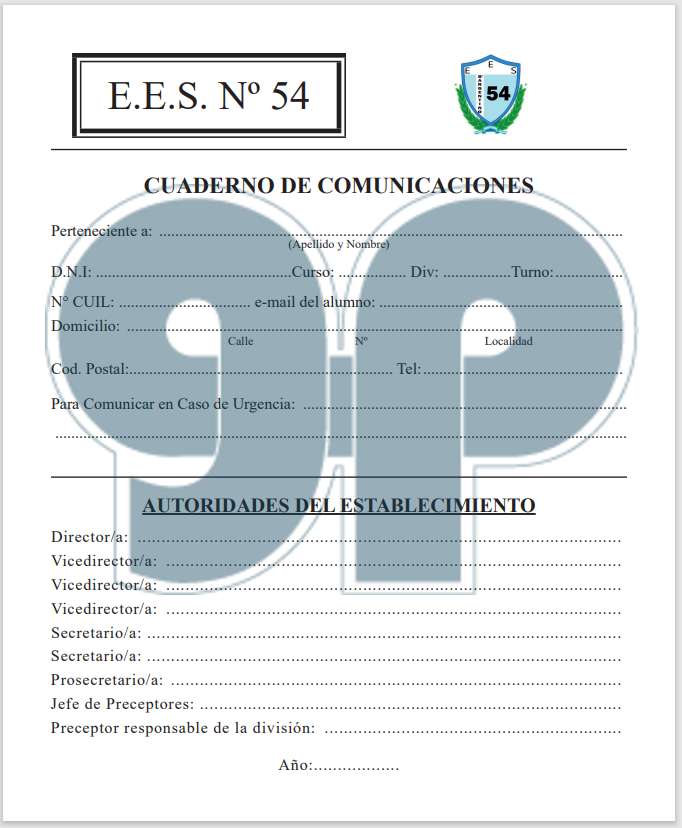 E.E.S. Nº 54
E E S
54
CUADERNO DE COMUNICACIONES
Perteneciente a: ....................................................................................................................
(Apellido y Nombre)
D.N.I: .................................................Curso: ................. Div: .................Turno:.................
N° CUIL: ................................. e-mail del alumno: .............................................................
Domicilio: ............................................................................................................................
Calle Nº Localidad
Cod. Postal:.................................................................. Tel:..................................................
Para Comunicar en Caso de Urgencia: .................................................................................
...............................................................................................................................................
AUTORIDADES DEL ESTABLECIMIENTO
Director/a: ...............................................................................................
Vicedirector/a: .........................................................................................
Vicedirector/a: .........................................................................................
Vicedirector/a: .........................................................................................
Secretario/a: .............................................................................................
Secretario/a: .............................................................................................
Prosecretario/a: ........................................................................................
Jefe de Preceptores: ..................................................................................
Preceptor responsable de la división: ..........................................................
Año:..................
gp